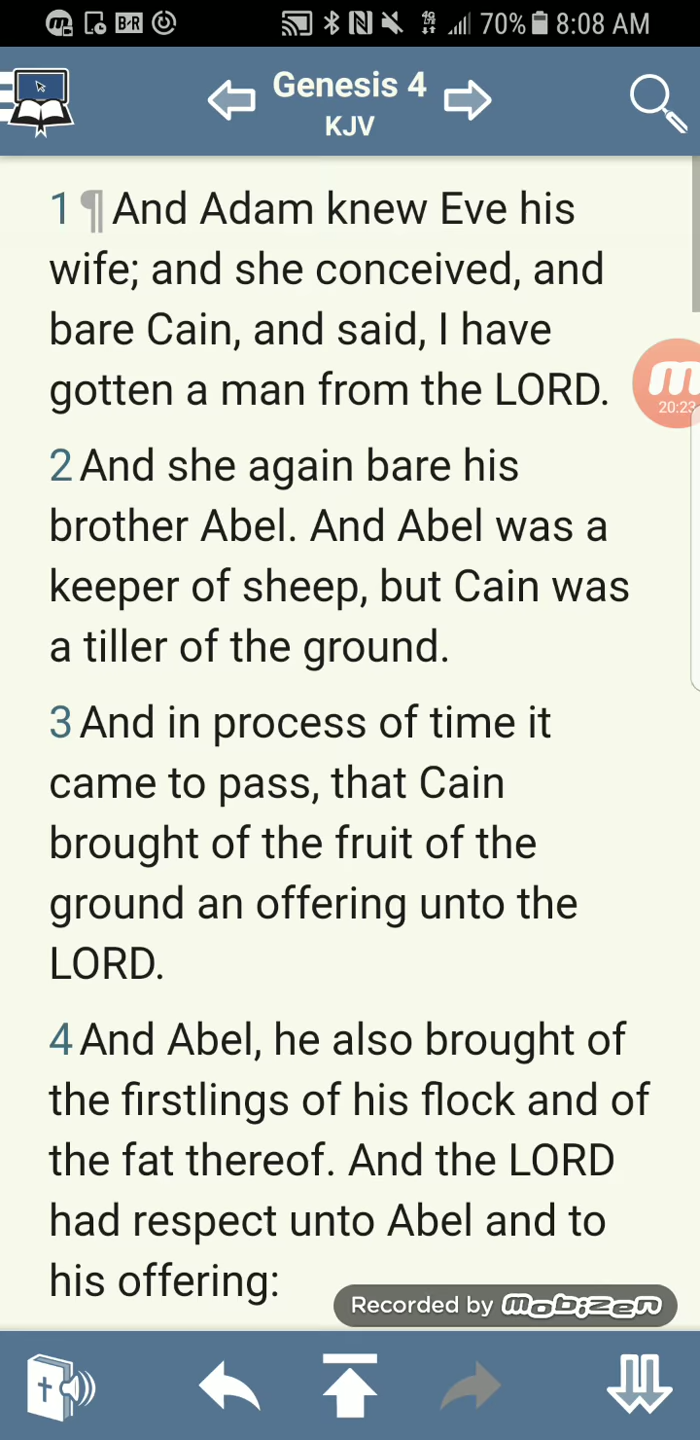 70% 8:08 AM
Genesis 4
KJV
1 ¶ And Adam knew Eve his
wife; and she conceived, and
bare Cain, and said, I have
gotten a man from the LORD.
20:23
2 And she again bare his
brother Abel. And Abel was a
keeper of sheep, but Cain was
a tiller of the ground.
3 And in process of time it
came to pass, that Cain
brought of the fruit of the
ground an offering unto the
LORD.
4 And Abel, he also brought of
the firstlings of his flock and of
the fat thereof. And the LORD
had respect unto Abel and to
his offering:
Recorded by mobizen